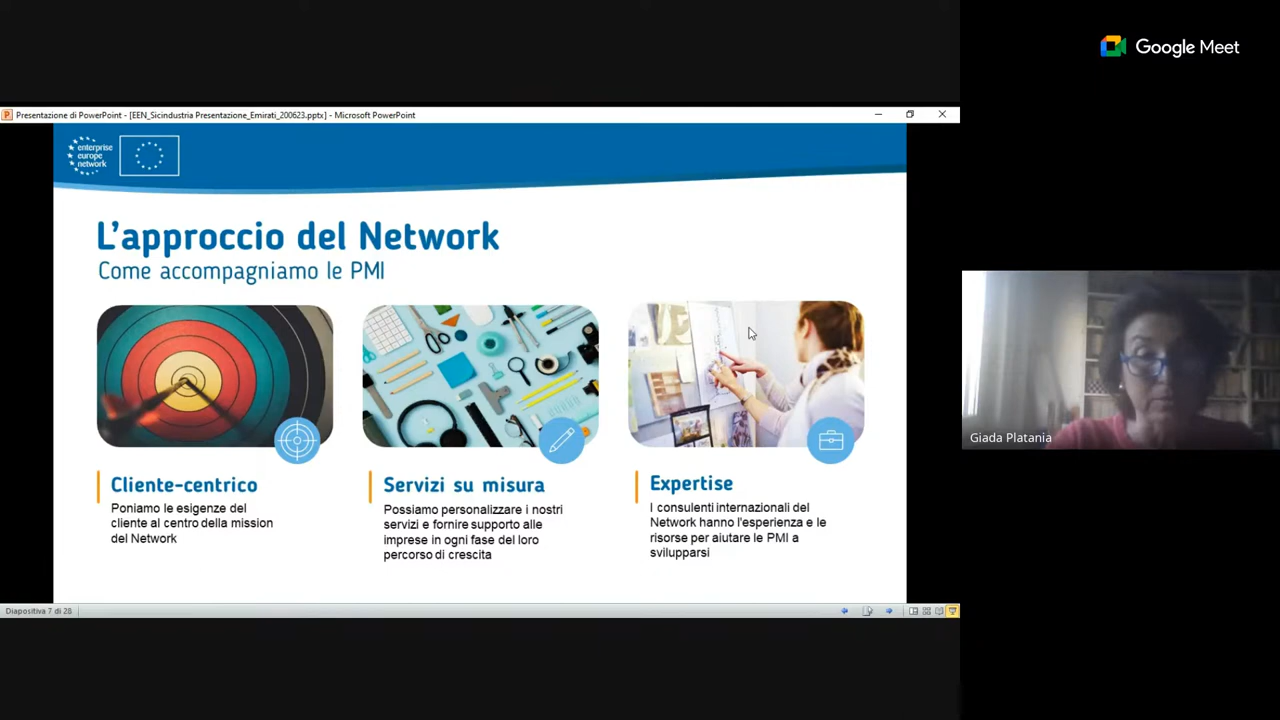 Google Meet
Presentazione di PowerPoint - [EEN_Sicindustria Presentazione_Emirati_200623.pptx] - Microsoft PowerPoint
enterprise
europe
network
L'approccio del Network
Come accompagniamo le PMI
Cliente-centrico
Poniamo le esigenze del
cliente al centro della mission
del Network
Servizi su misura
Possiamo personalizzare i nostri
servizi e fornire supporto alle
imprese in ogni fase del loro
percorso di crescita
Expertise
I consulenti internazionali del
Network hanno l'esperienza e le
risorse per aiutare le PMI a
svilupparsi
Giada Platania
Diapositiva 7 di 28